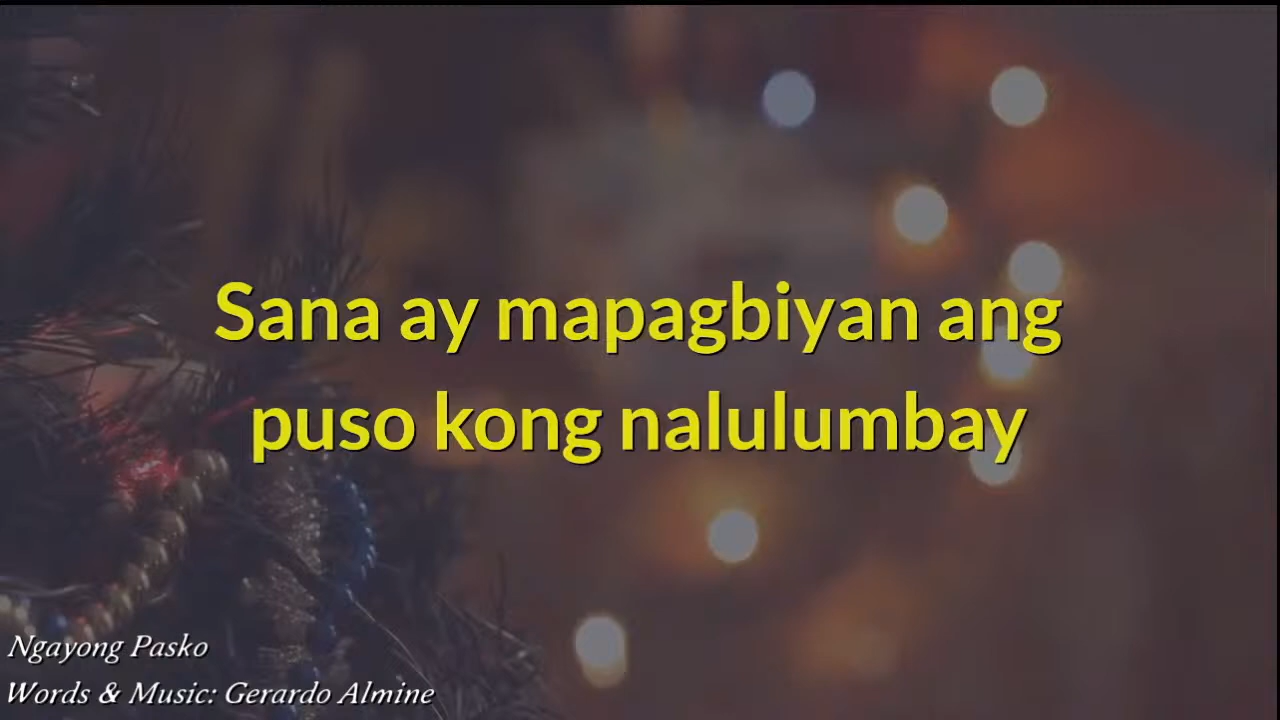 Sana ay mapagbiyan ang
puso kong nalulumbay
Ngayong Pasko
Words & Music: Gerardo Almine